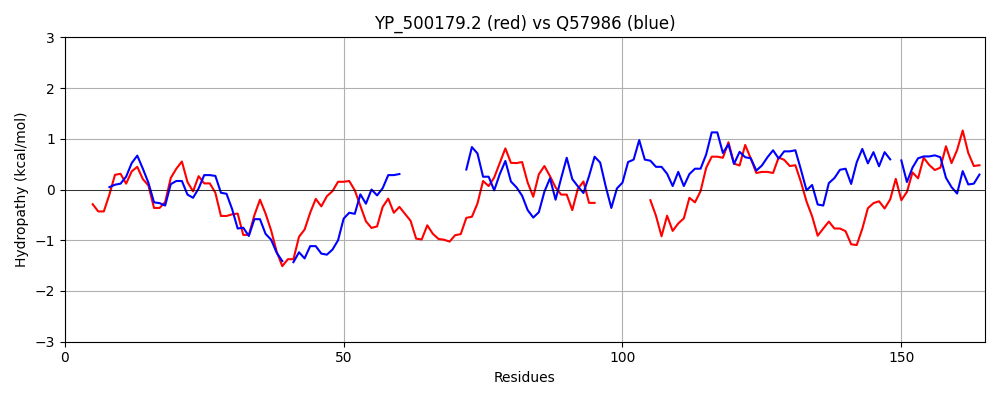 YP_500179.2 (red) vs Q57986 (blue)
3
2
1
0
−1
−2
−3
Hydropathy (kcal/mol)
0 50 100 150
Residues